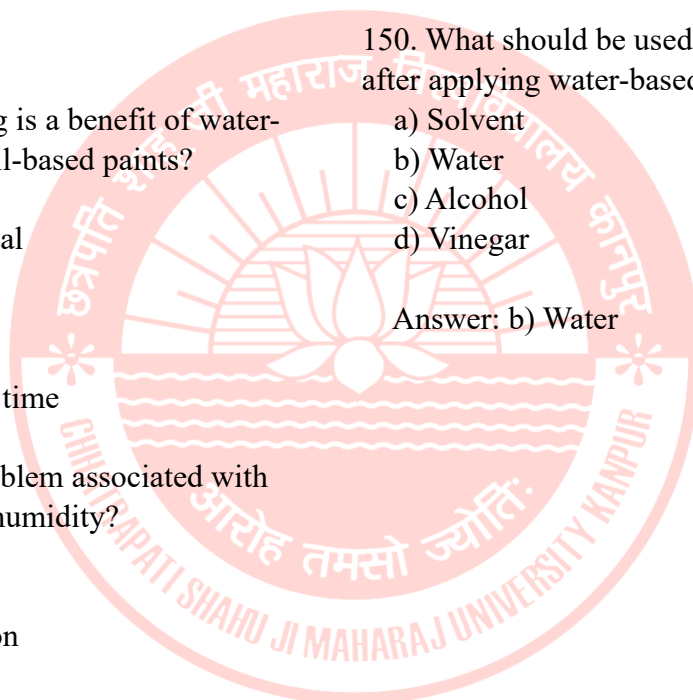 g is a benefit of water-
l-based paints?
al
time
blem associated with
humidity?
on
150. What should be used
after applying water-based
a) Solvent
b) Water
c) Alcohol
d) Vinegar
Answer: b) Water
छत्रपति शाहू जी महाराज विश्वविद्यालय कानपुर
आरोह तमसो ज्योतिः
CHHATRAPATI SHAHU JI MAHARAJ UNIVERSITY KANPUR